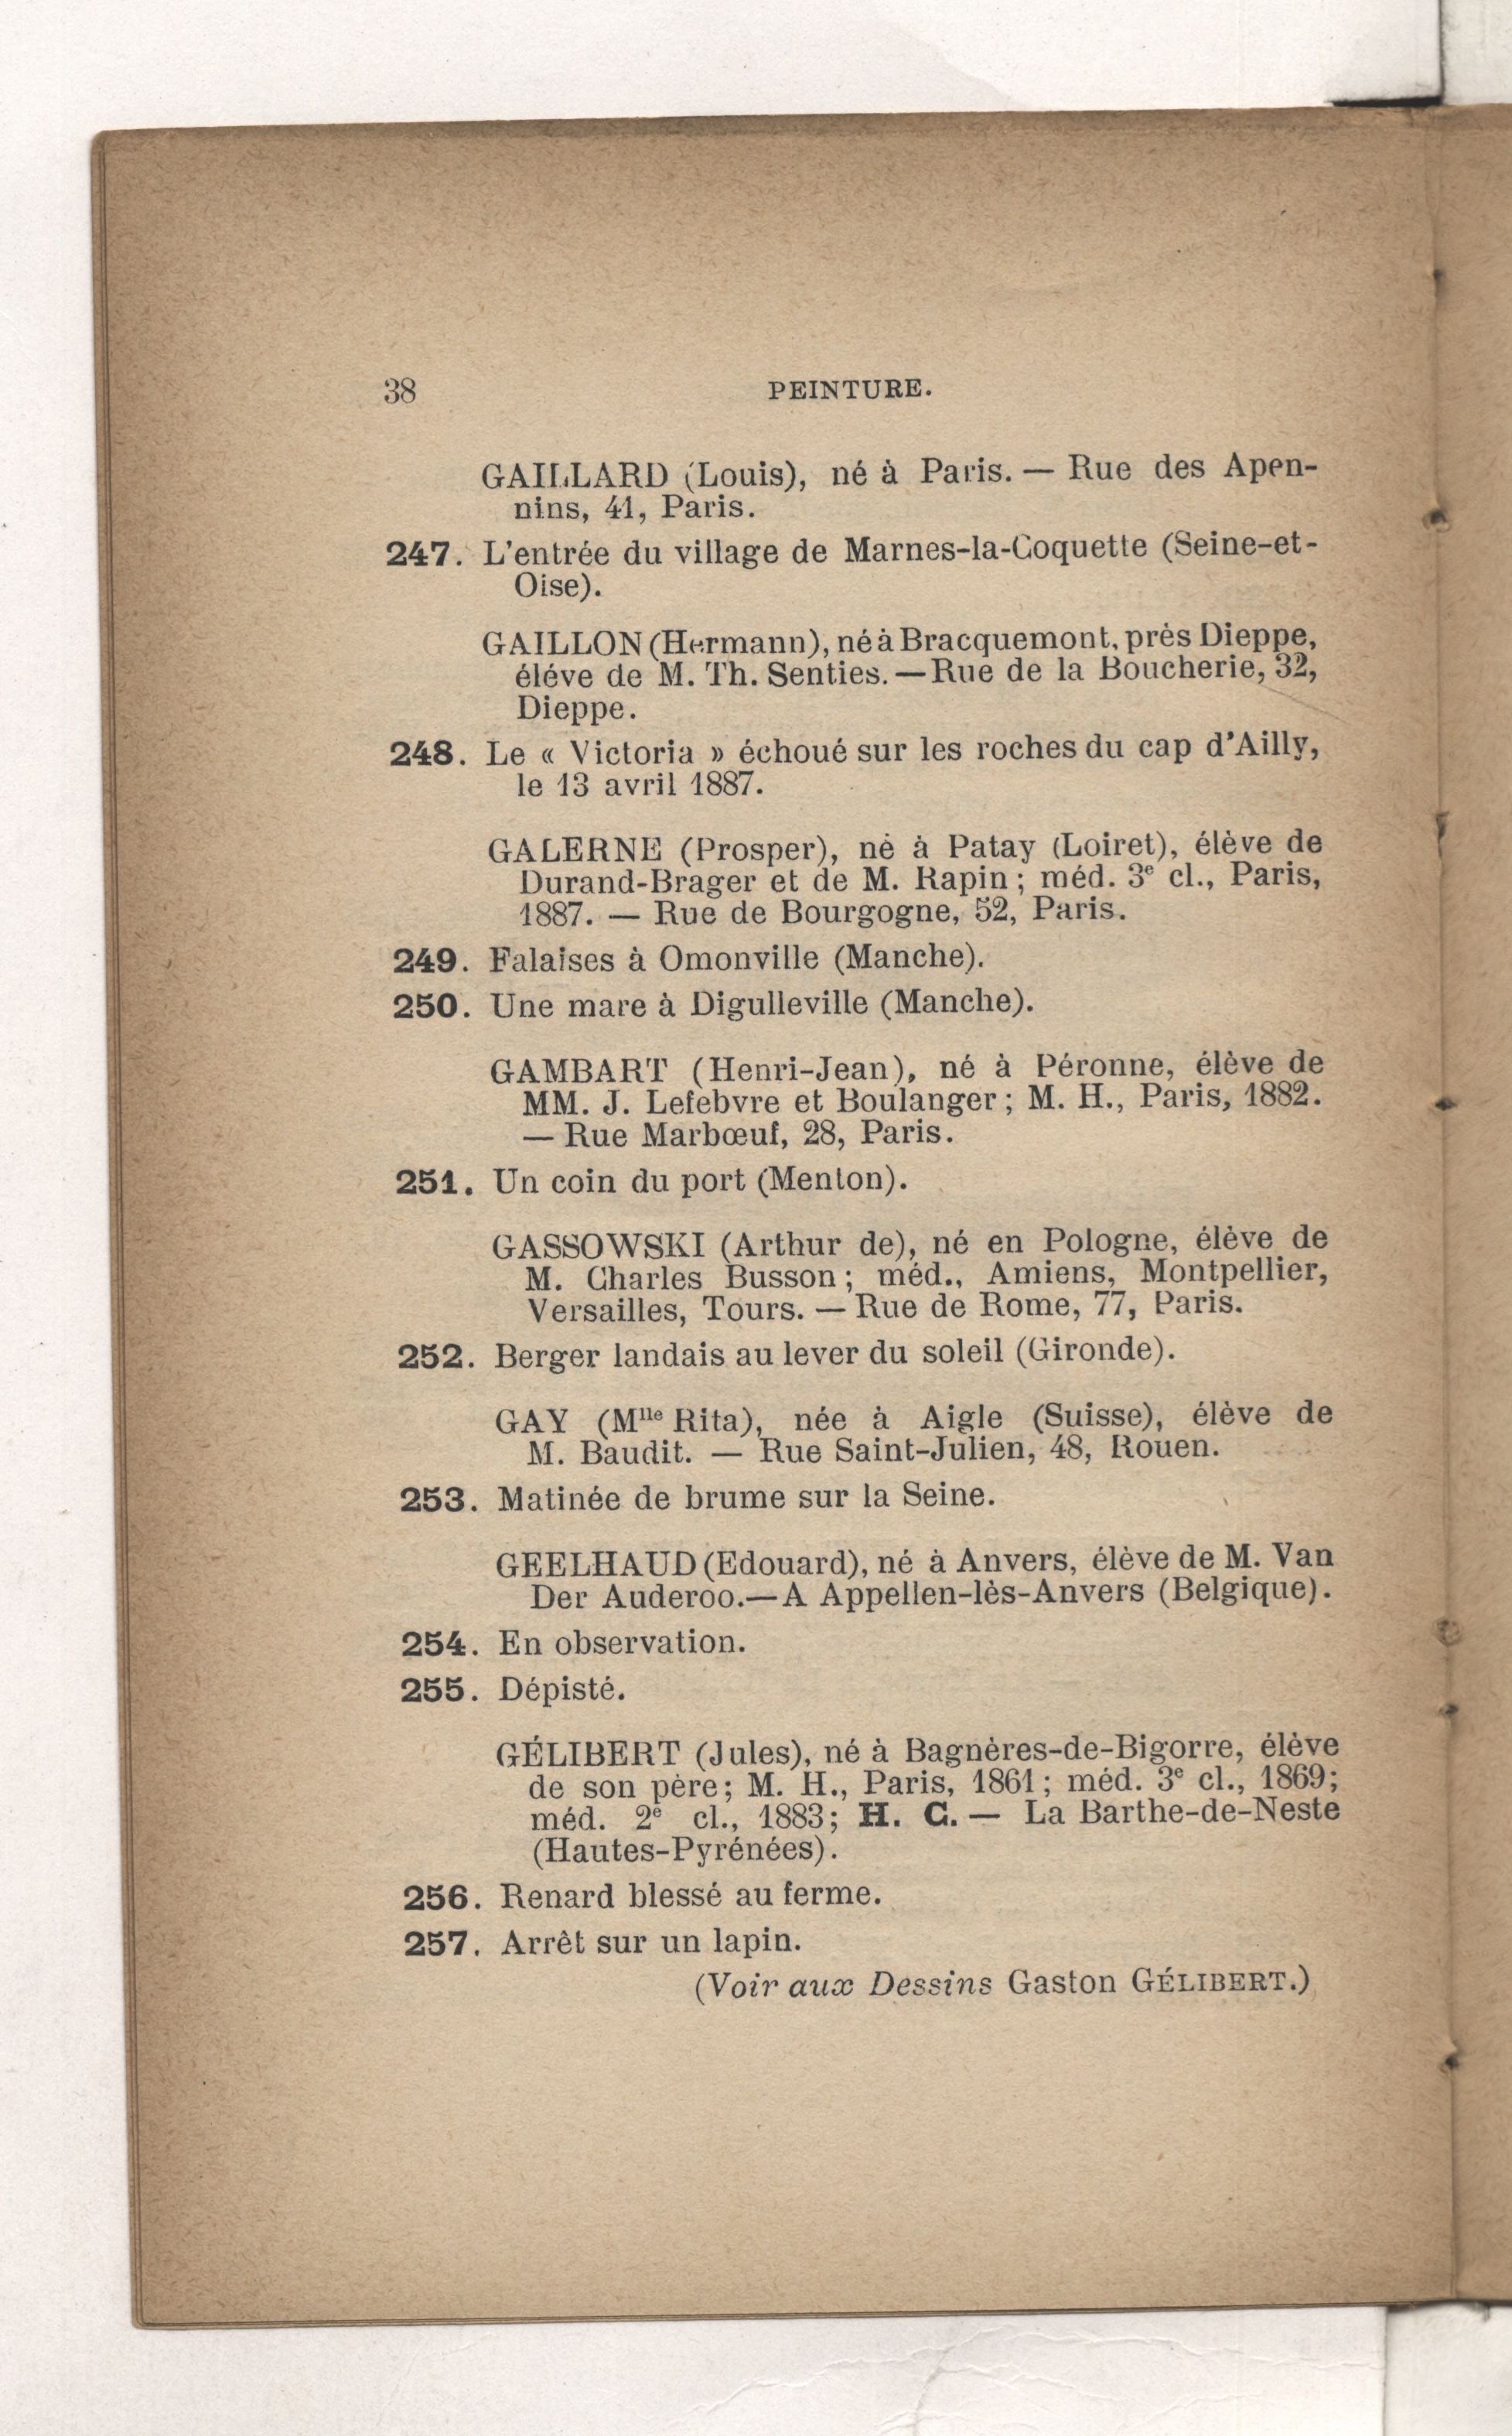 38
PEINTURE.
GAILLARD (Louis), né à Paris. — Rue des Apen-
nins, 41, Paris.
247. L'entrée du village de Marnes-la-Coquette (Seine-et-
Oise).
GAILLON (Hermann), né à Bracquemont, près Dieppe,
éléve de M. Th. Senties. — Rue de la Boucherie, 32,
Dieppe.
248. Le « Victoria » échoué sur les roches du cap d'Ailly,
le 13 avril 1887.
GALERNE (Prosper), né à Patay (Loiret), élève de
Durand-Brager et de M. Rapin ; méd. 3e cl., Paris,
1887. — Rue de Bourgogne, 52, Paris.
249. Falaises à Omonville (Manche).
250. Une mare à Digulleville (Manche).
GAMBART (Henri-Jean), né à Péronne, élève de
MM. J. Lefebvre et Boulanger ; M. H., Paris, 1882.
— Rue Marbœuf, 28, Paris.
251. Un coin du port (Menton).
GASSOWSKI (Arthur de), né en Pologne, élève de
M. Charles Busson ; méd., Amiens, Montpellier,
Versailles, Tours. — Rue de Rome, 77, Paris.
252. Berger landais au lever du soleil (Gironde).
GAY (Mlle Rita), née à Aigle (Suisse), élève de
M. Baudit. — Rue Saint-Julien, 48, Rouen.
253. Matinée de brume sur la Seine.
GEELHAUD (Edouard), né à Anvers, élève de M. Van
Der Auderoo. — A Appellen-lès-Anvers (Belgique).
254. En observation.
255. Dépisté.
GÉLIBERT (Jules), né à Bagnères-de-Bigorre, élève
de son père ; M. H., Paris, 1861 ; méd. 3e cl., 1869 ;
méd. 2e cl., 1883 ; H. C. — La Barthe-de-Neste
(Hautes-Pyrénées).
256. Renard blessé au ferme.
257. Arrêt sur un lapin.
(Voir aux Dessins Gaston GÉLIBERT.)